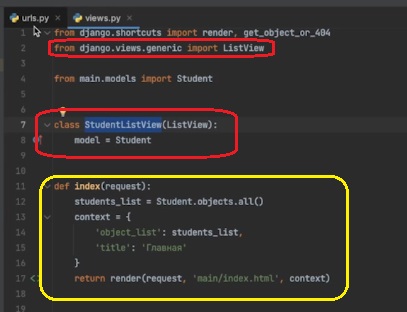 urls.py × views.py ×
1 from django.shortcuts import render, get_object_or_404
2 from django.views.generic import ListView
3
4 from main.models import Student
5
6
7 class StudentListView(ListView):
8 model = Student
9
10
11 def index(request):
12 students_list = Student.objects.all()
13 context = {
14 'object_list': students_list,
15 'title': 'Главная'
16 }
17 return render(request, 'main/index.html', context)
18